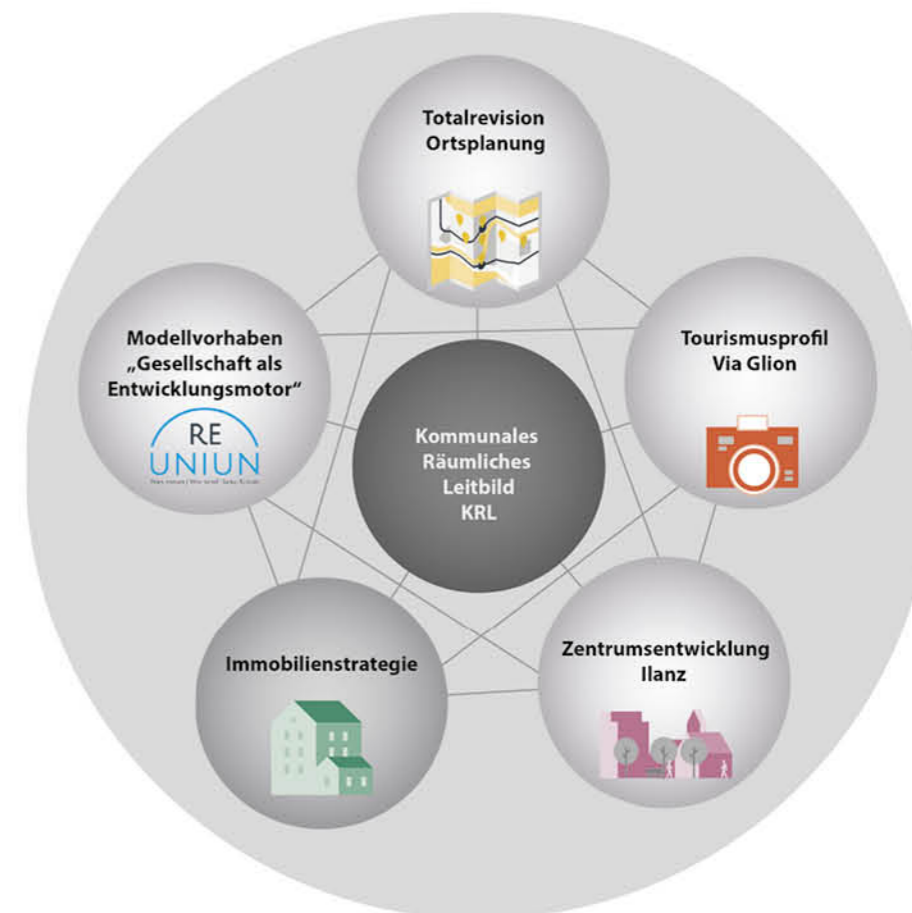 Totalrevision
Ortsplanung
Modellvorhaben
„Gesellschaft als
Entwicklungsmotor“
RE
UNIUN
Tourismusprofil
Via Glion
Kommunales
Räumliches
Leitbild
KRL
Immobilienstrategie
Zentrumsentwicklung
Ilanz